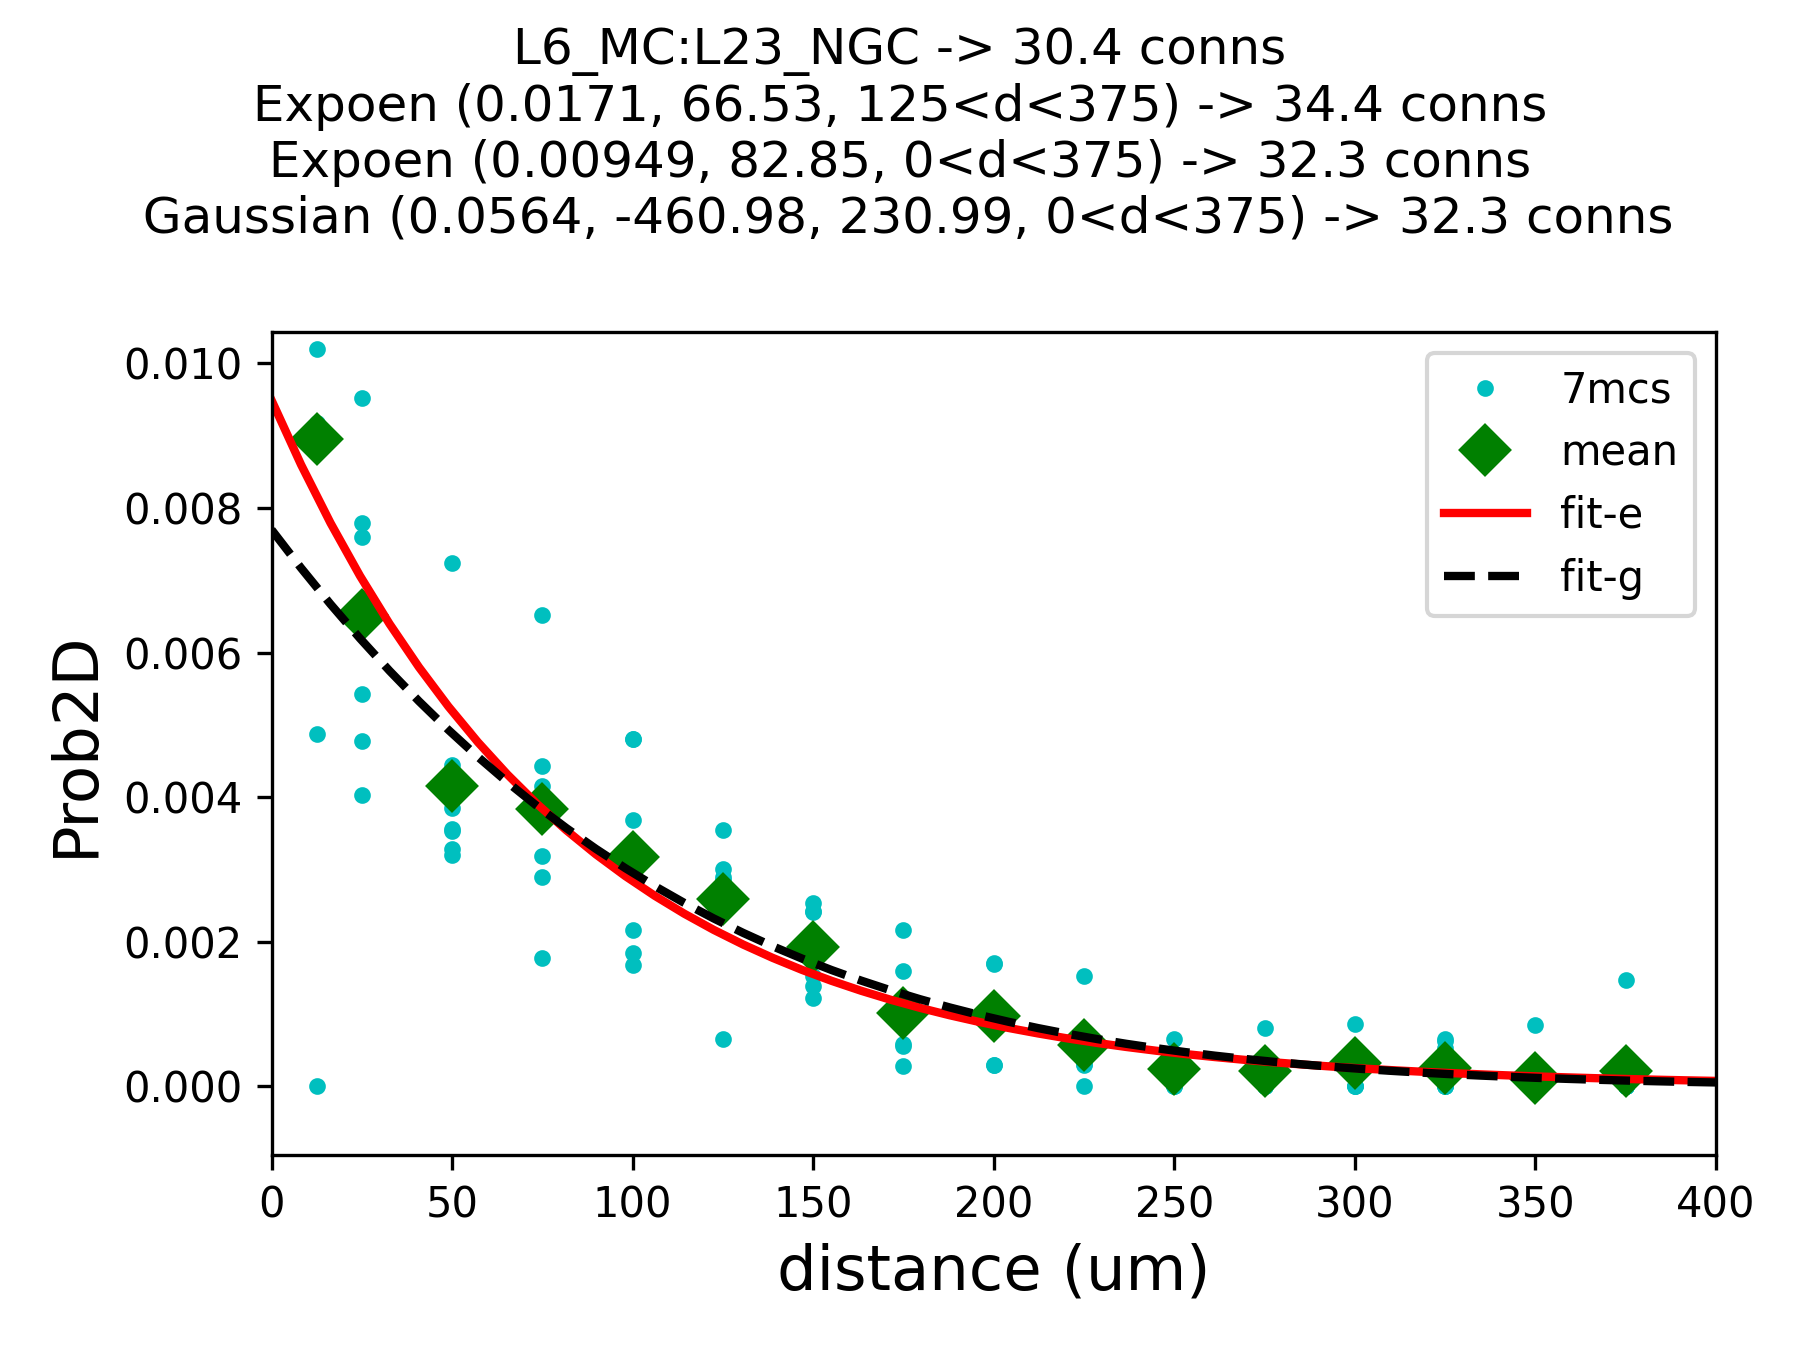 L6_MC:L23_NGC -> 30.4 conns
Expoen (0.0171, 66.53, 125<d<375) -> 34.4 conns
Expoen (0.00949, 82.85, 0<d<375) -> 32.3 conns
Gaussian (0.0564, -460.98, 230.99, 0<d<375) -> 32.3 conns
0.010
0.008
0.006
0.004
0.002
0.000
Prob2D
7mcs
mean
fit-e
fit-g
0 50 100 150 200 250 300 350 400
distance (um)